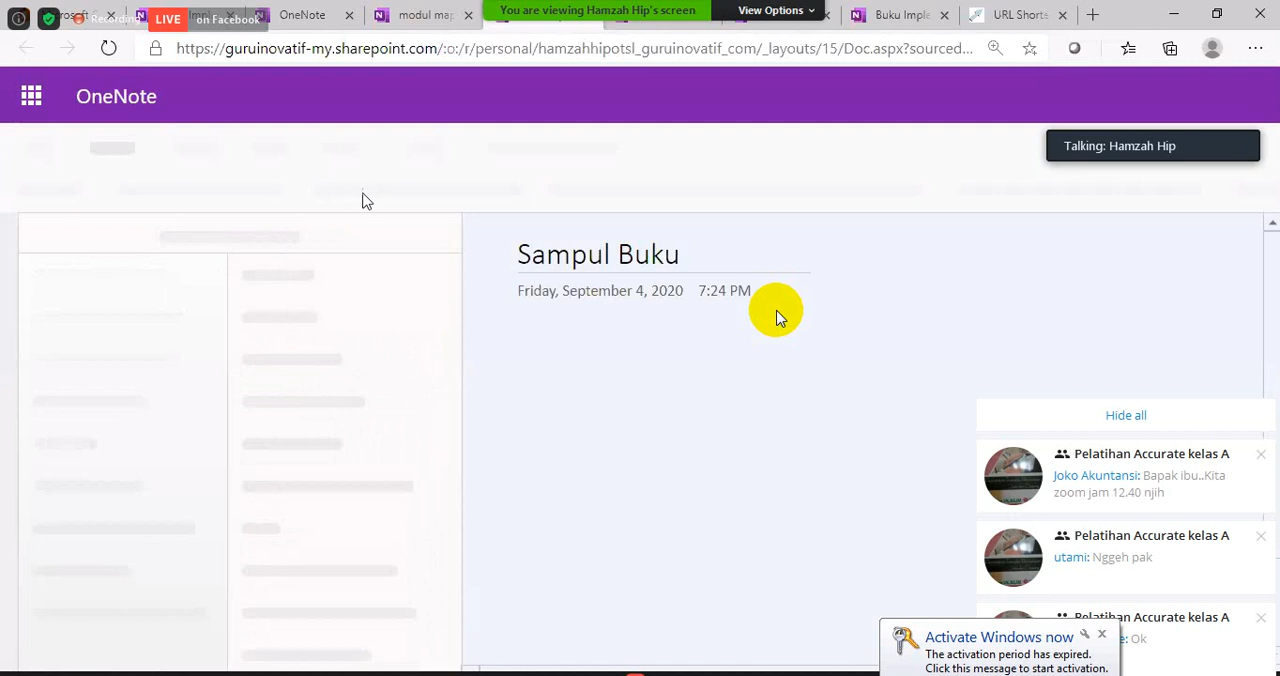 Recording
LIVE
on Facebook
OneNote
modul ma
You are viewing Hamzah Hip's screen
View Options
Buku Imple
URL Shorte
https://guruinovatif-my.sharepoint.com/:o:/r/personal/hamzahhipotsl_guruinovatif_com/_layouts/15/Doc.aspx?sourced...
OneNote
Talking: Hamzah Hip
Sampul Buku
Friday, September 4, 2020 7:24 PM
Hide all
Pelatihan Accurate kelas A
Joko Akuntansi: Bapak ibu..Kita
zoom jam 12.40 njih
Pelatihan Accurate kelas A
utami: Nggeh pak
Pelatihan Accurate kelas A
e: Ok
Activate Windows now
The activation period has expired.
Click this message to start activation.